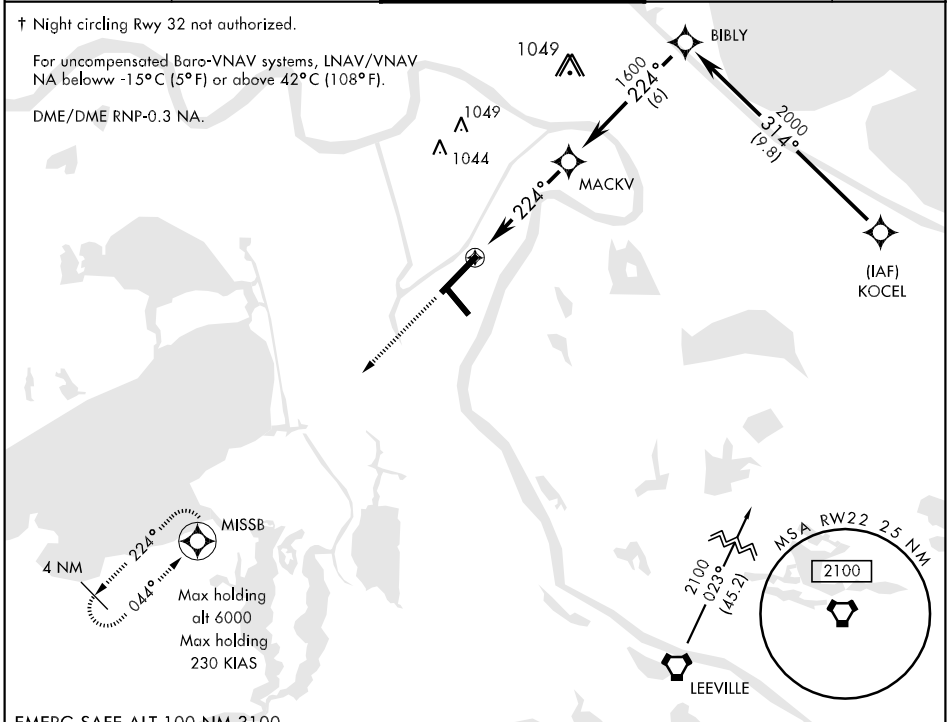 † Night circling Rwy 32 not authorized.
For uncompensated Baro-VNAV systems, LNAV/VNAV
NA beloww -15°C (5°F) or above 42°C (108°F).
DME/DME RNP-0.3 NA.
1049
1049
1044
BIBLY
1600
224°
(6)
2000
314°
(9.8)
MACKV
224°
(IAF)
KOCEL
MISSB
224°
044°
4 NM
Max holding
alt 6000
Max holding
230 KIAS
2100
023°
(45.2)
LEEVILLE
MSA RW22 25 NM
2100
EMERG SAFE ALT 100 NM 3100